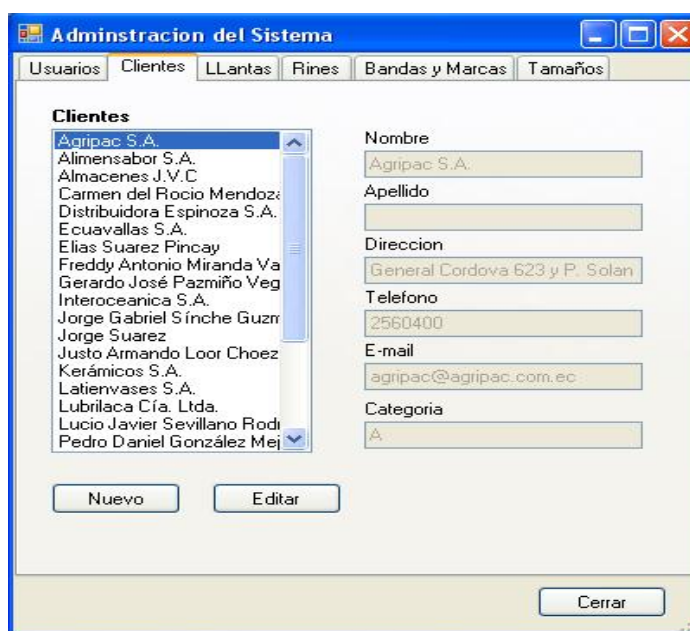 Adminstracion del Sistema
Usuarios Clientes LLantas Rines Bandas y Marcas Tamaños
Clientes
Agripac S.A.
Alimensabor S.A.
Almacenes J.V.C
Carmen del Rocio Mendoza
Distribuidora Espinoza S.A.
Ecuavallas S.A.
Elias Suarez Pincay
Freddy Antonio Miranda Va
Gerardo José Pazmiño Veg
Interoceanica S.A.
Jorge Gabriel Sínche Guzm
Jorge Suarez
Justo Armando Loor Choez
Kerámicos S.A.
Latienvases S.A.
Lubrilaca Cía. Ltda.
Lucio Javier Sevillano Rodr
Pedro Daniel González Mej
Nombre
Agripac S.A.
Apellido
Direccion
General Cordova 623 y P. Solan
Telefono
2560400
E-mail
agripac@agripac.com.ec
Categoria
A
Nuevo Editar
Cerrar